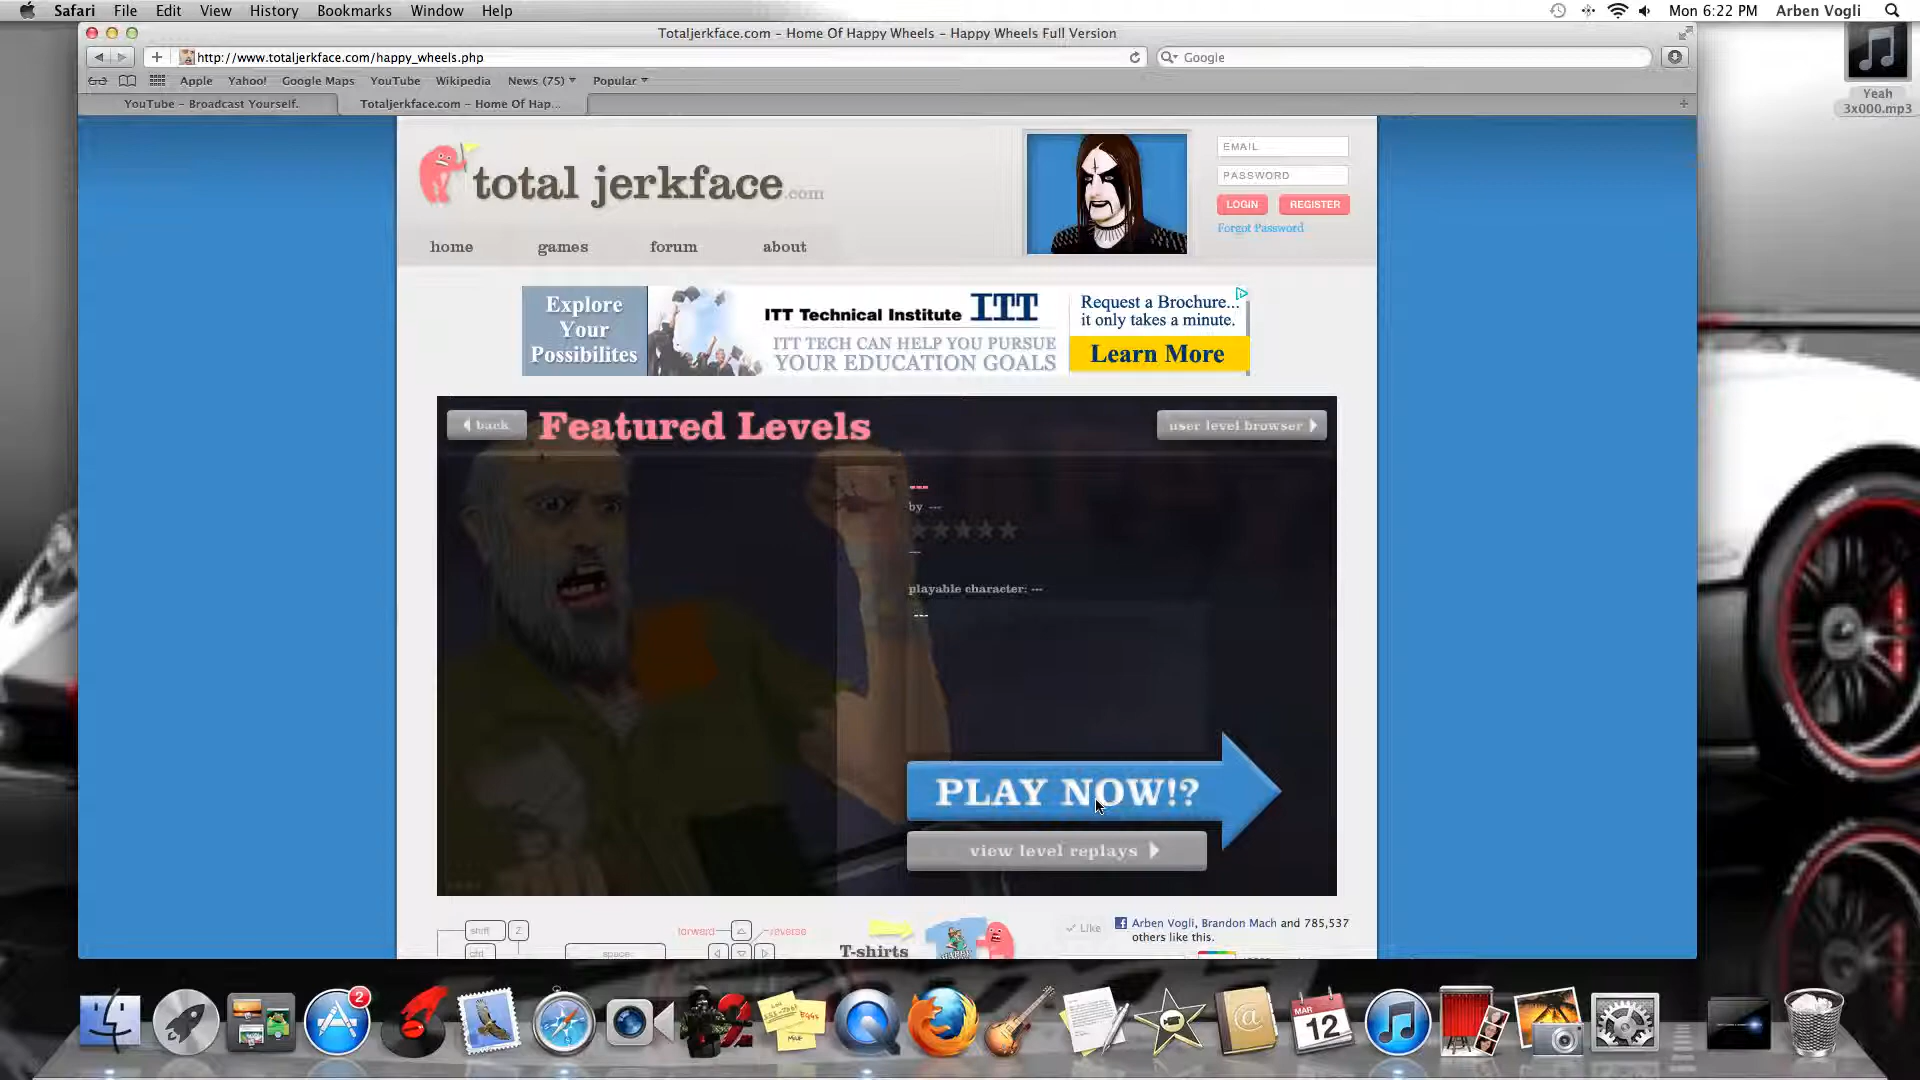 Safari File Edit View History Bookmarks Window Help Mon 6:22 PM Arben Vogli
Totaljerkface.com – Home Of Happy Wheels – Happy Wheels Full Version
http://www.totaljerkface.com/happy_wheels.php Google
Apple Yahoo! Google Maps YouTube Wikipedia News (75) Popular
YouTube – Broadcast Yourself. Totaljerkface.com – Home Of Hap...
Yeah
3x000.mp3
total jerkface.com
EMAIL
PASSWORD
LOGIN REGISTER
Forgot Password
home games forum about
Explore
Your
Possibilites
ITT Technical Institute ITT
ITT TECH CAN HELP YOU PURSUE
YOUR EDUCATION GOALS
Request a Brochure...
it only takes a minute.
Learn More
back Featured Levels user level browser
---
by ---
---
playable character: ---
---
PLAY NOW!?
view level replays
shift Z forward reverse
ctrl space
T-shirts
Like Arben Vogli, Brandon Mach and 785,537
others like this.
2
MAR
12